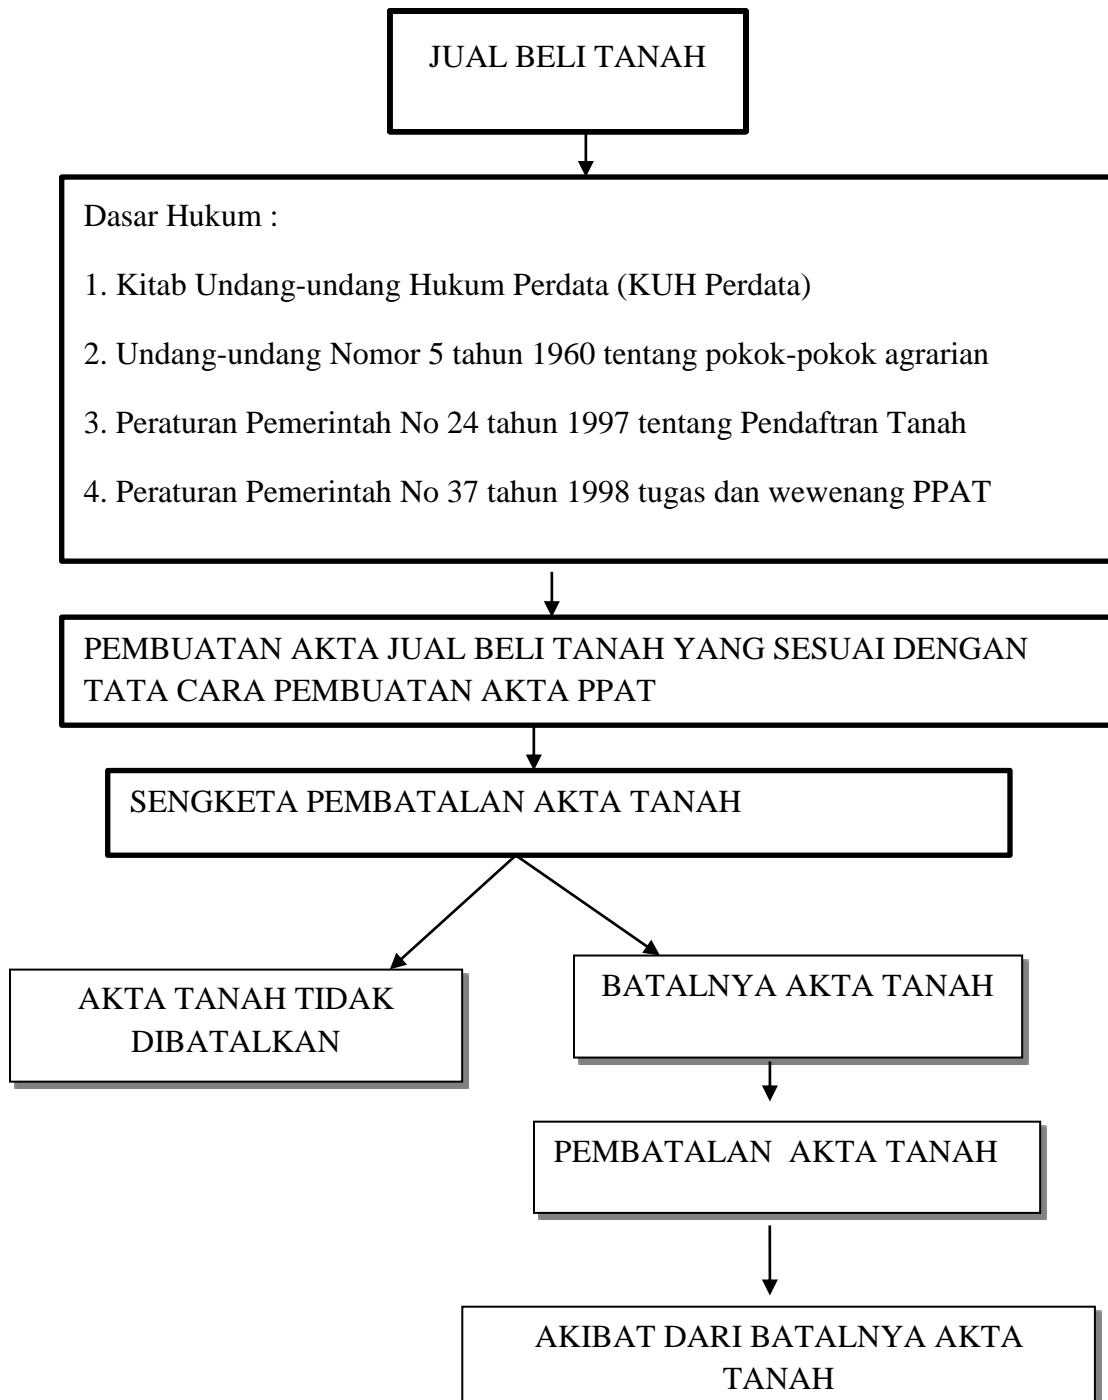 JUAL BELI TANAH
Dasar Hukum :
1. Kitab Undang-undang Hukum Perdata (KUH Perdata)
2. Undang-undang Nomor 5 tahun 1960 tentang pokok-pokok agrarian
3. Peraturan Pemerintah No 24 tahun 1997 tentang Pendaftran Tanah
4. Peraturan Pemerintah No 37 tahun 1998 tugas dan wewenang PPAT
PEMBUATAN AKTA JUAL BELI TANAH YANG SESUAI DENGAN
TATA CARA PEMBUATAN AKTA PPAT
SENGKETA PEMBATALAN AKTA TANAH
AKTA TANAH TIDAK
DIBATALKAN
BATALNYA AKTA TANAH
PEMBATALAN  AKTA TANAH
AKIBAT DARI BATALNYA AKTA
TANAH